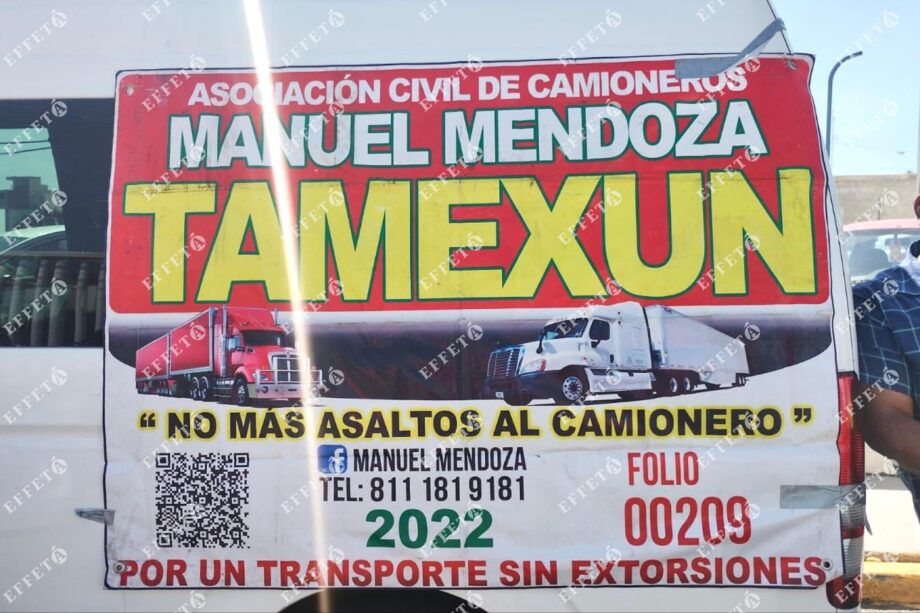 ASOCIACIÓN CIVIL DE CAMIONEROS
MANUEL MENDOZA
TAMEXUN
“ NO MÁS ASALTOS AL CAMIONERO ”
f MANUEL MENDOZA
TEL: 811 181 9181
2022
FOLIO
00209
POR UN TRANSPORTE SIN EXTORSIONES
EFFETÁ